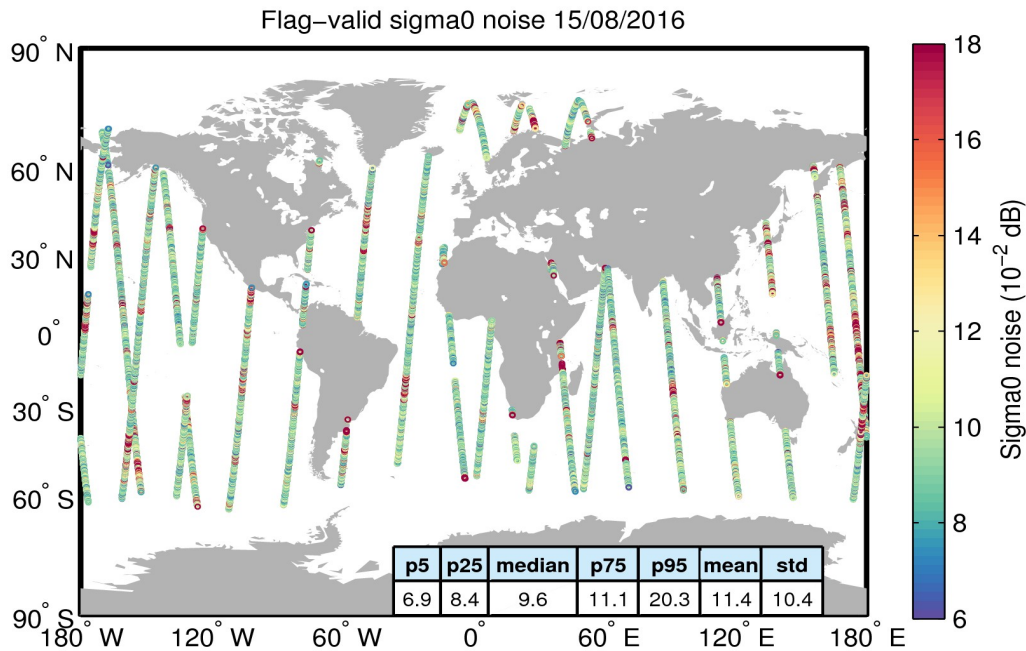 Flag−valid sigma0 noise 15/08/2016
90° N
60° N
30° N
0°
30° S
60° S
90° S
180° W
120° W
60° W
0°
60° E
120° E
180° E
p5 p25 median p75 p95 mean std
6.9 8.4 9.6 11.1 20.3 11.4 10.4
18
16
14
12
10
8
6
Sigma0 noise (10⁻² dB)